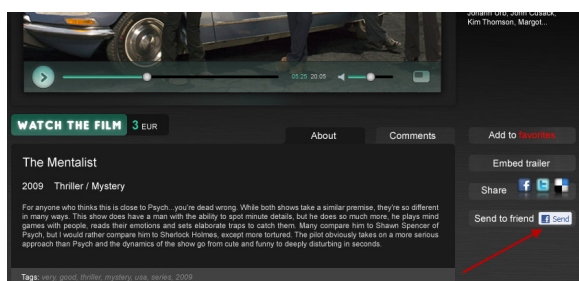 Johann Urb, John Cusack,
Kim Thomson, Margot...
05.25 20.05
WATCH THE FILM 3 EUR
About
Comments
Add to favorites
The Mentalist
Embed trailer
2009 Thriller / Mystery
Share
For anyone who thinks this is close to Psych...you're dead wrong. While both shows take a similar premise, they're so different
in many ways. This show does have a man with the ability to spot minute details, but he does so much more, he plays mind
games with people, reads their emotions and sets elaborate traps to catch them. Many compare him to Shawn Spencer of
Psych, but I would rather compare him to Sherlock Holmes, except more tortured. The pilot obviously takes on a more serious
approach than Psych and the dynamics of the show go from cute and funny to deeply disturbing in seconds.
Send to friend Send
Tags: very, good, thriller, mystery, usa, series, 2009